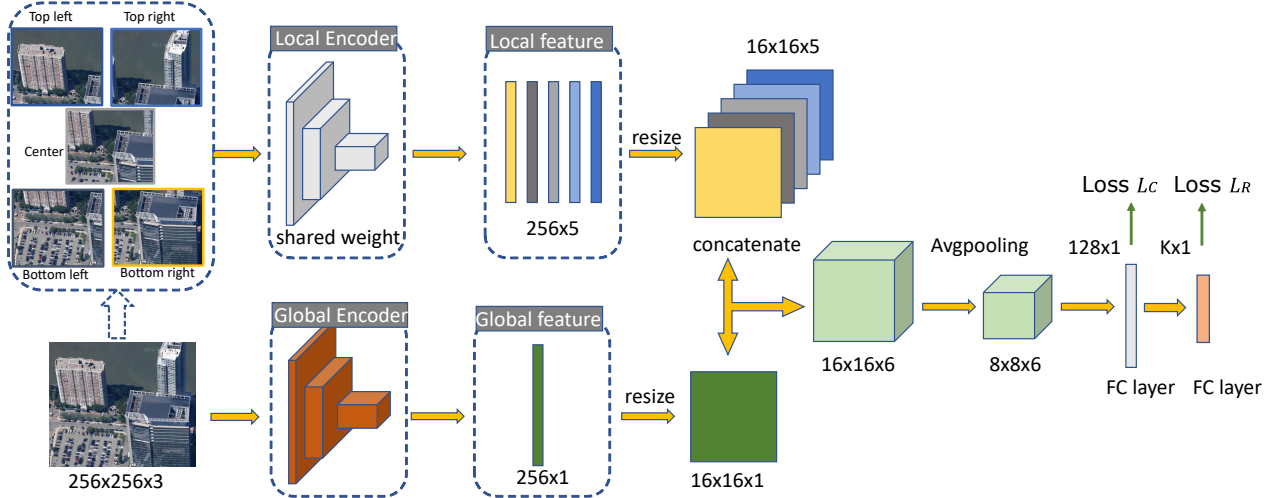 Top left
Top right
Center
Bottom left
Bottom right
Local Encoder
shared weight
Local feature
256x5
resize
16x16x5
concatenate
256x256x3
Global Encoder
Global feature
256x1
resize
16x16x1
16x16x6
Avgpooling
8x8x6
Loss LC
128x1
FC layer
Loss LR
Kx1
FC layer